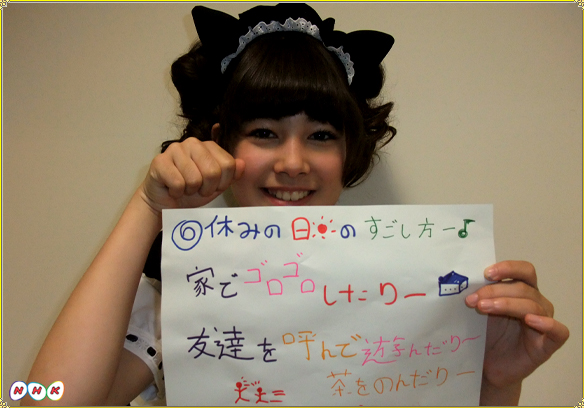 ◎休みの日のすごし方ー♪
家でゴロゴロしたりー
友達を呼んで遊んだりー
茶をのんだりー
NHK